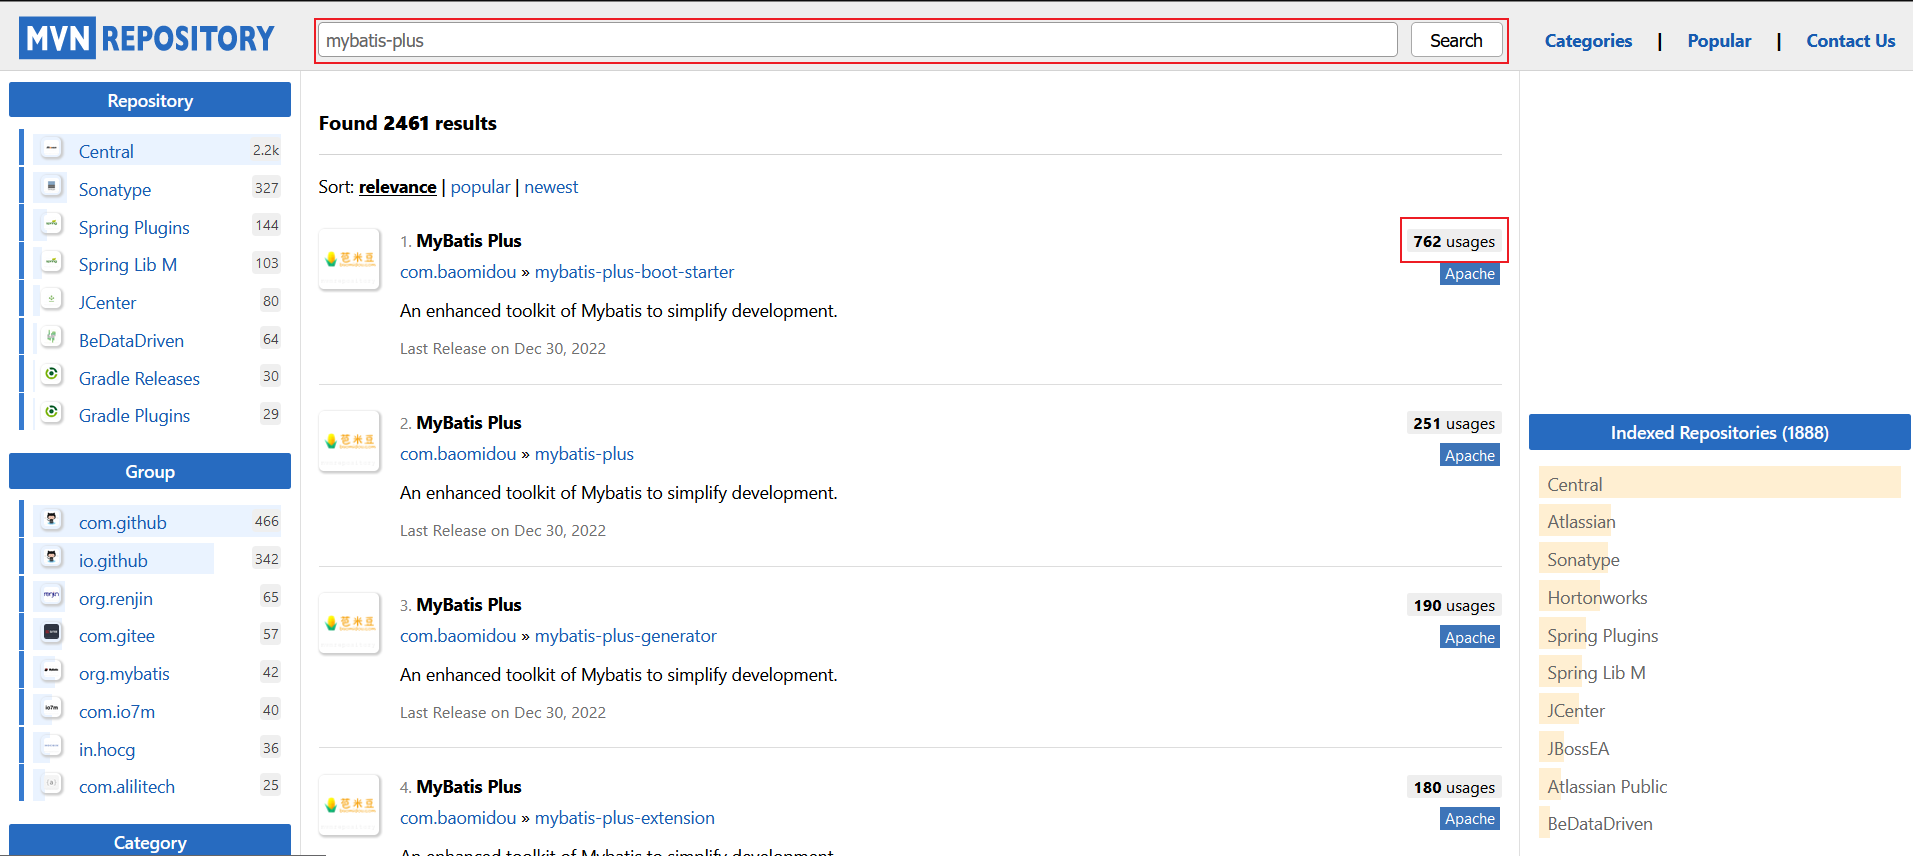 MVN REPOSITORY
mybatis-plus
Search
Categories | Popular | Contact Us
Repository
Central 2.2k
Sonatype 327
Spring Plugins 144
Spring Lib M 103
JCenter 80
BeDataDriven 64
Gradle Releases 30
Gradle Plugins 29
Group
com.github 466
io.github 342
org.renjin 65
com.gitee 57
org.mybatis 42
com.io7m 40
in.hocg 36
com.alilitech 25
Category
Found 2461 results
Sort: relevance | popular | newest
1. MyBatis Plus
762 usages
com.baomidou » mybatis-plus-boot-starter
Apache
An enhanced toolkit of Mybatis to simplify development.
Last Release on Dec 30, 2022
2. MyBatis Plus
251 usages
com.baomidou » mybatis-plus
Apache
An enhanced toolkit of Mybatis to simplify development.
Last Release on Dec 30, 2022
3. MyBatis Plus
190 usages
com.baomidou » mybatis-plus-generator
Apache
An enhanced toolkit of Mybatis to simplify development.
Last Release on Dec 30, 2022
4. MyBatis Plus
180 usages
com.baomidou » mybatis-plus-extension
Apache
An enhanced toolkit of Mybatis to simplify development.
Indexed Repositories (1888)
Central
Atlassian
Sonatype
Hortonworks
Spring Plugins
Spring Lib M
JCenter
JBossEA
Atlassian Public
BeDataDriven